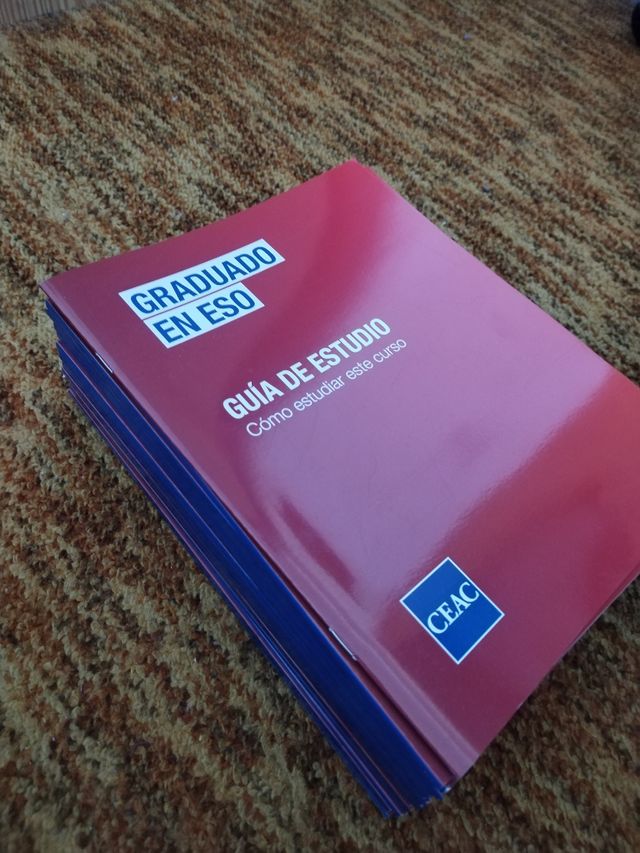 GRADUADO
EN ESO
GUÍA DE ESTUDIO
Cómo estudiar este curso
CEAC